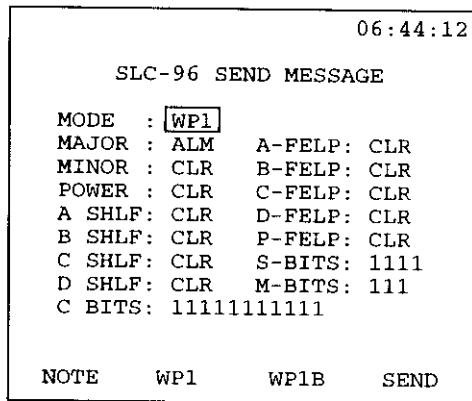 06:44:12
SLC-96 SEND MESSAGE
MODE : WP1
MAJOR : ALM A-FELP: CLR
MINOR : CLR B-FELP: CLR
POWER : CLR C-FELP: CLR
A SHLF: CLR D-FELP: CLR
B SHLF: CLR P-FELP: CLR
C SHLF: CLR S-BITS: 1111
D SHLF: CLR M-BITS: 111
C BITS: 11111111111
NOTE WP1 WP1B SEND